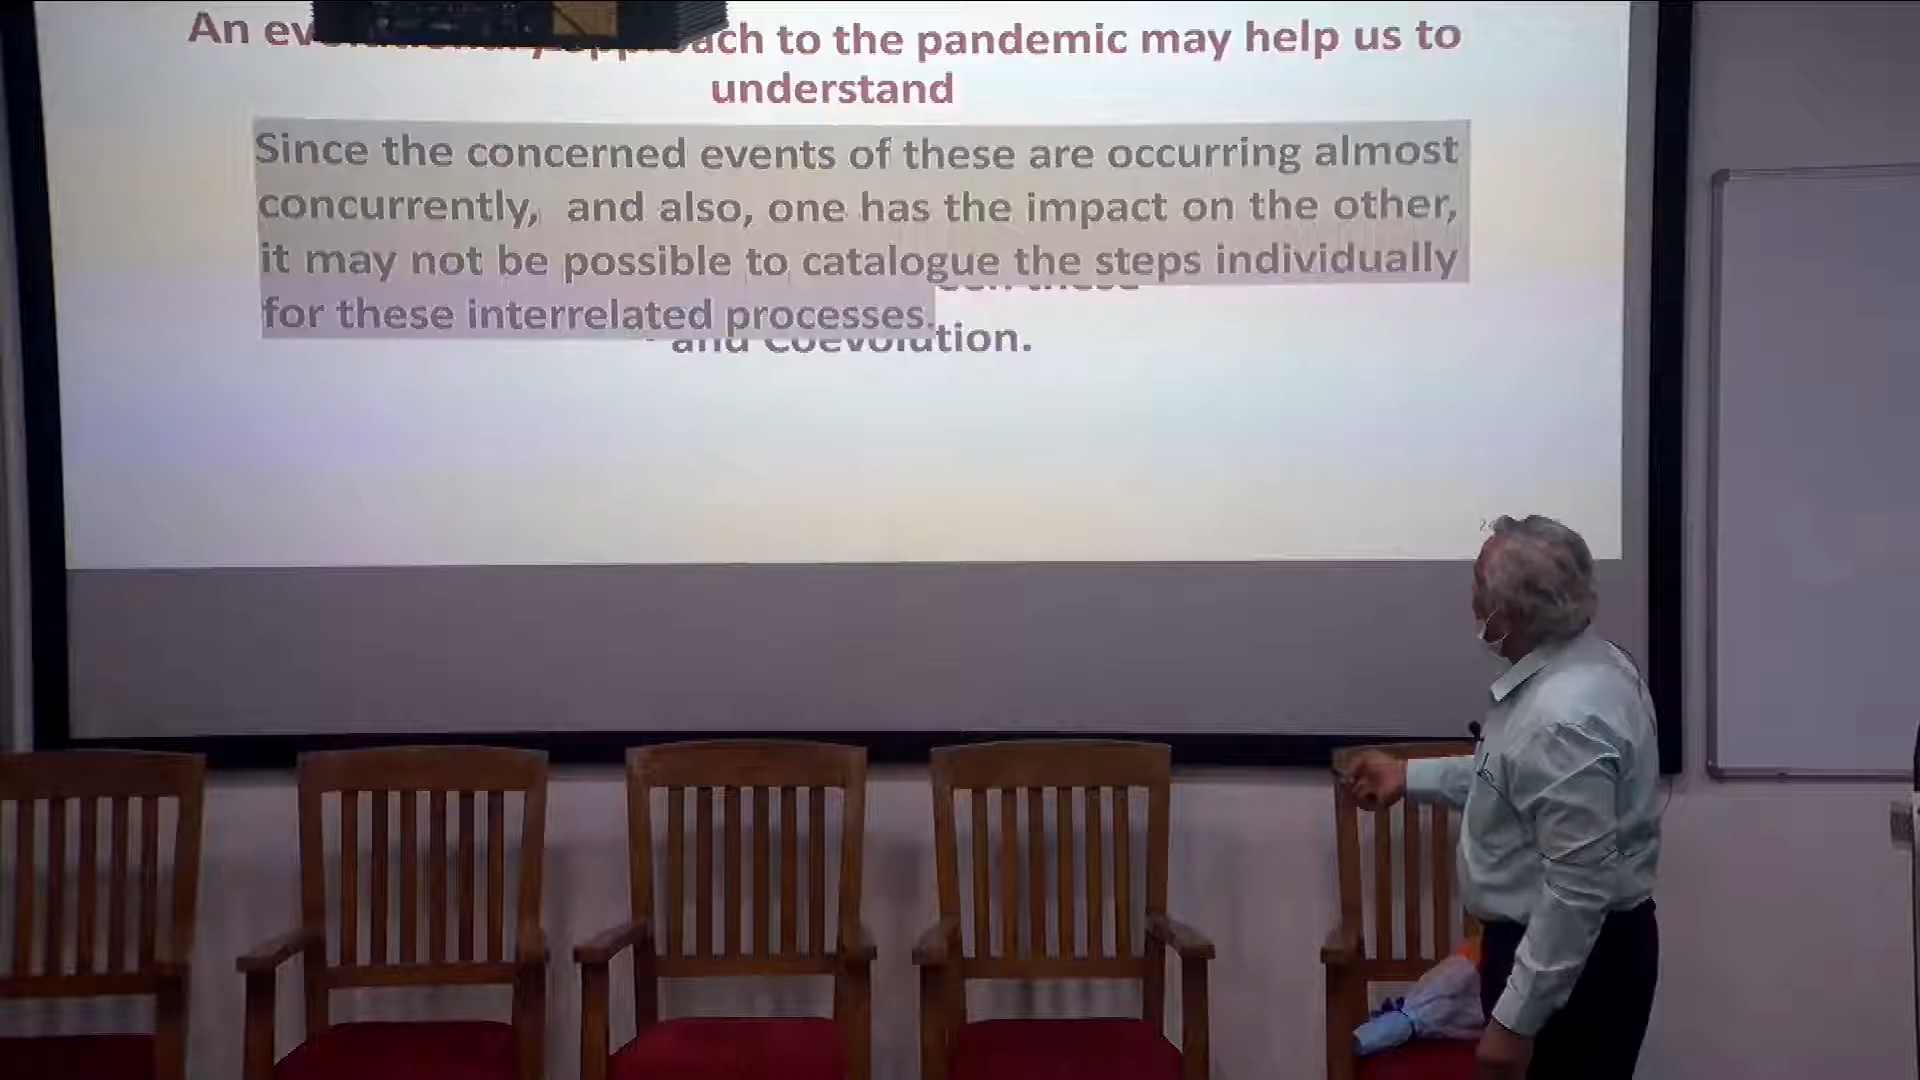 An ach to the pandemic may help us to
understand
Since the concerned events of these are occurring almost
concurrently, and also, one has the impact on the other,
it may not be possible to catalogue the steps individually
for these interrelated processes.
and Coevolution.